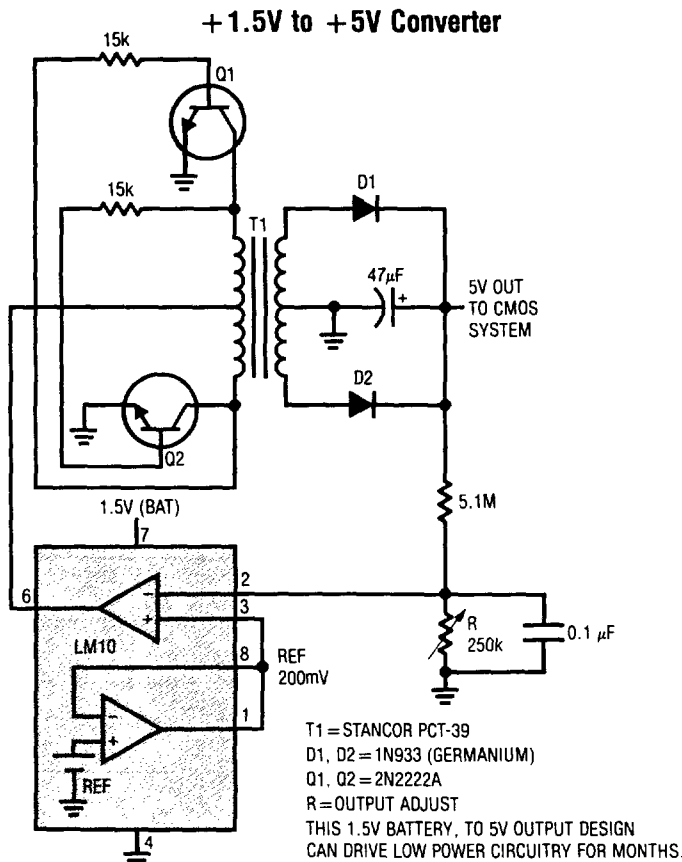 +1.5V to +5V Converter
15k
Q1
15k
T1
D1
47µF
+
5V OUT
TO CMOS
SYSTEM
D2
Q2
1.5V (BAT)
7
5.1M
6
2
−
3
+
LM10
8
REF
200mV
R
250k
0.1 µF
1
−
+
REF
4
T1=STANCOR PCT-39
D1, D2=1N933 (GERMANIUM)
Q1, Q2=2N2222A
R=OUTPUT ADJUST
THIS 1.5V BATTERY, TO 5V OUTPUT DESIGN
CAN DRIVE LOW POWER CIRCUITRY FOR MONTHS.